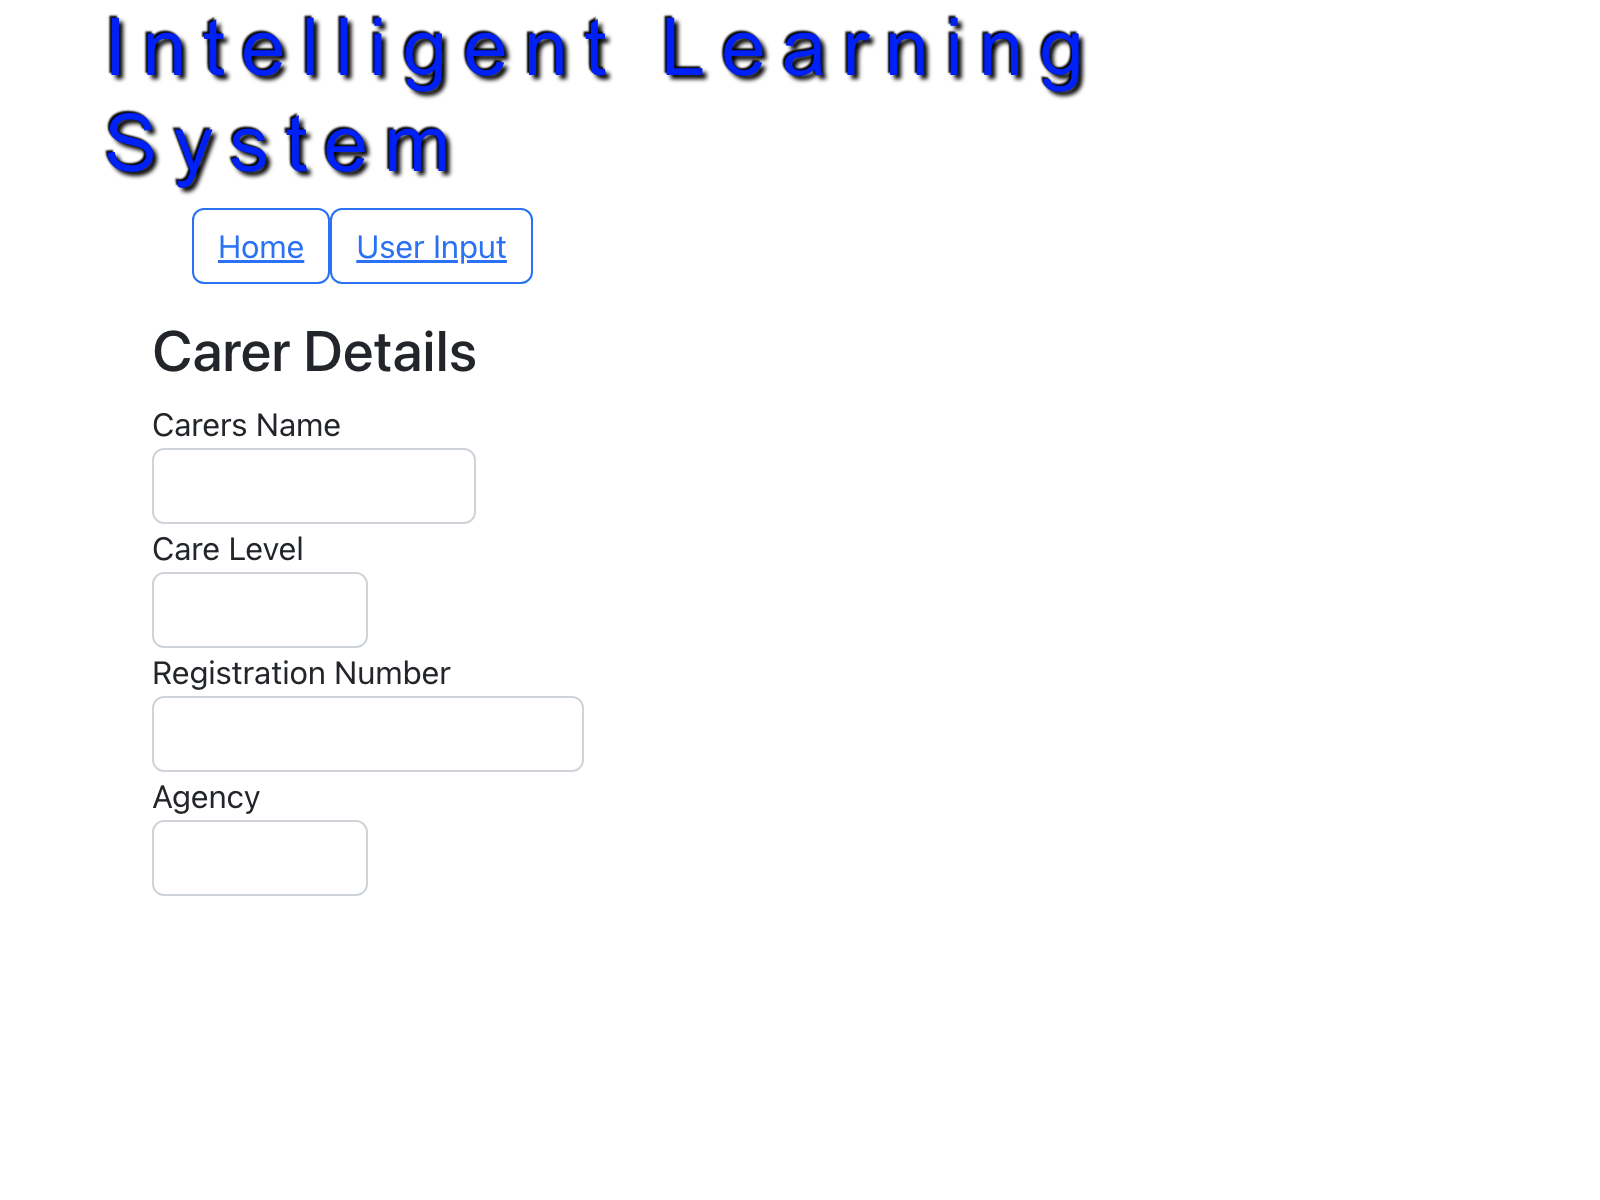 Intelligent Learning
System
Home User Input
Carer Details
Carers Name
Care Level
Registration Number
Agency